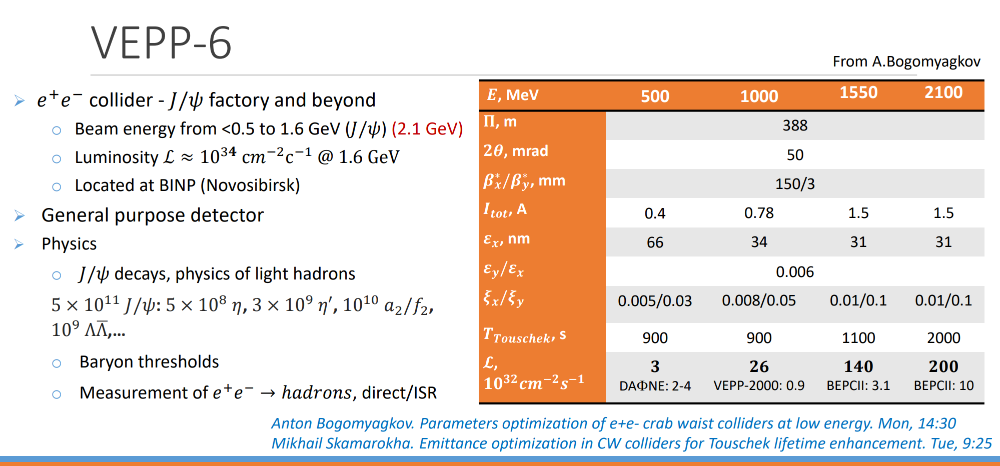 VEPP-6
From A.Bogomyagkov
➢ e⁺e⁻ collider - J/ψ factory and beyond
o Beam energy from <0.5 to 1.6 GeV (J/ψ) (2.1 GeV)
o Luminosity ℒ ≈ 10³⁴ cm⁻²c⁻¹ @ 1.6 GeV
o Located at BINP (Novosibirsk)
➢ General purpose detector
➢ Physics
o J/ψ decays, physics of light hadrons
5 × 10¹¹ J/ψ: 5 × 10⁸ η, 3 × 10⁹ η′, 10¹⁰ a₂/f₂,
10⁹ ΛΛ̅,...
o Baryon thresholds
o Measurement of e⁺e⁻ → hadrons, direct/ISR
E, MeV 500 1000 1550 2100
Π, m 388
2θ, mrad 50
β*ₓ/β*_y, mm 150/3
I_tot, A 0.4 0.78 1.5 1.5
εₓ, nm 66 34 31 31
ε_y/εₓ 0.006
ξₓ/ξ_y 0.005/0.03 0.008/0.05 0.01/0.1 0.01/0.1
T_Touschek, s 900 900 1100 2000
ℒ, 3 26 140 200
10³²cm⁻²s⁻¹ DAΦNE: 2-4 VEPP-2000: 0.9 BEPCII: 3.1 BEPCII: 10
Anton Bogomyagkov. Parameters optimization of e+e- crab waist colliders at low energy. Mon, 14:30
Mikhail Skamarokha. Emittance optimization in CW colliders for Touschek lifetime enhancement. Tue, 9:25